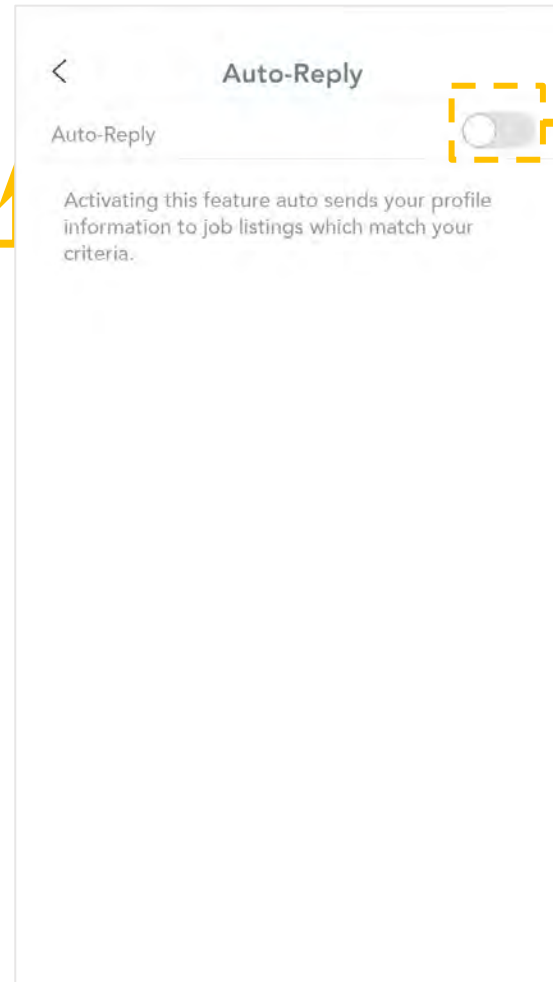 Auto-Reply
Auto-Reply
Activating this feature auto sends your profile
information to job listings which match your
criteria.